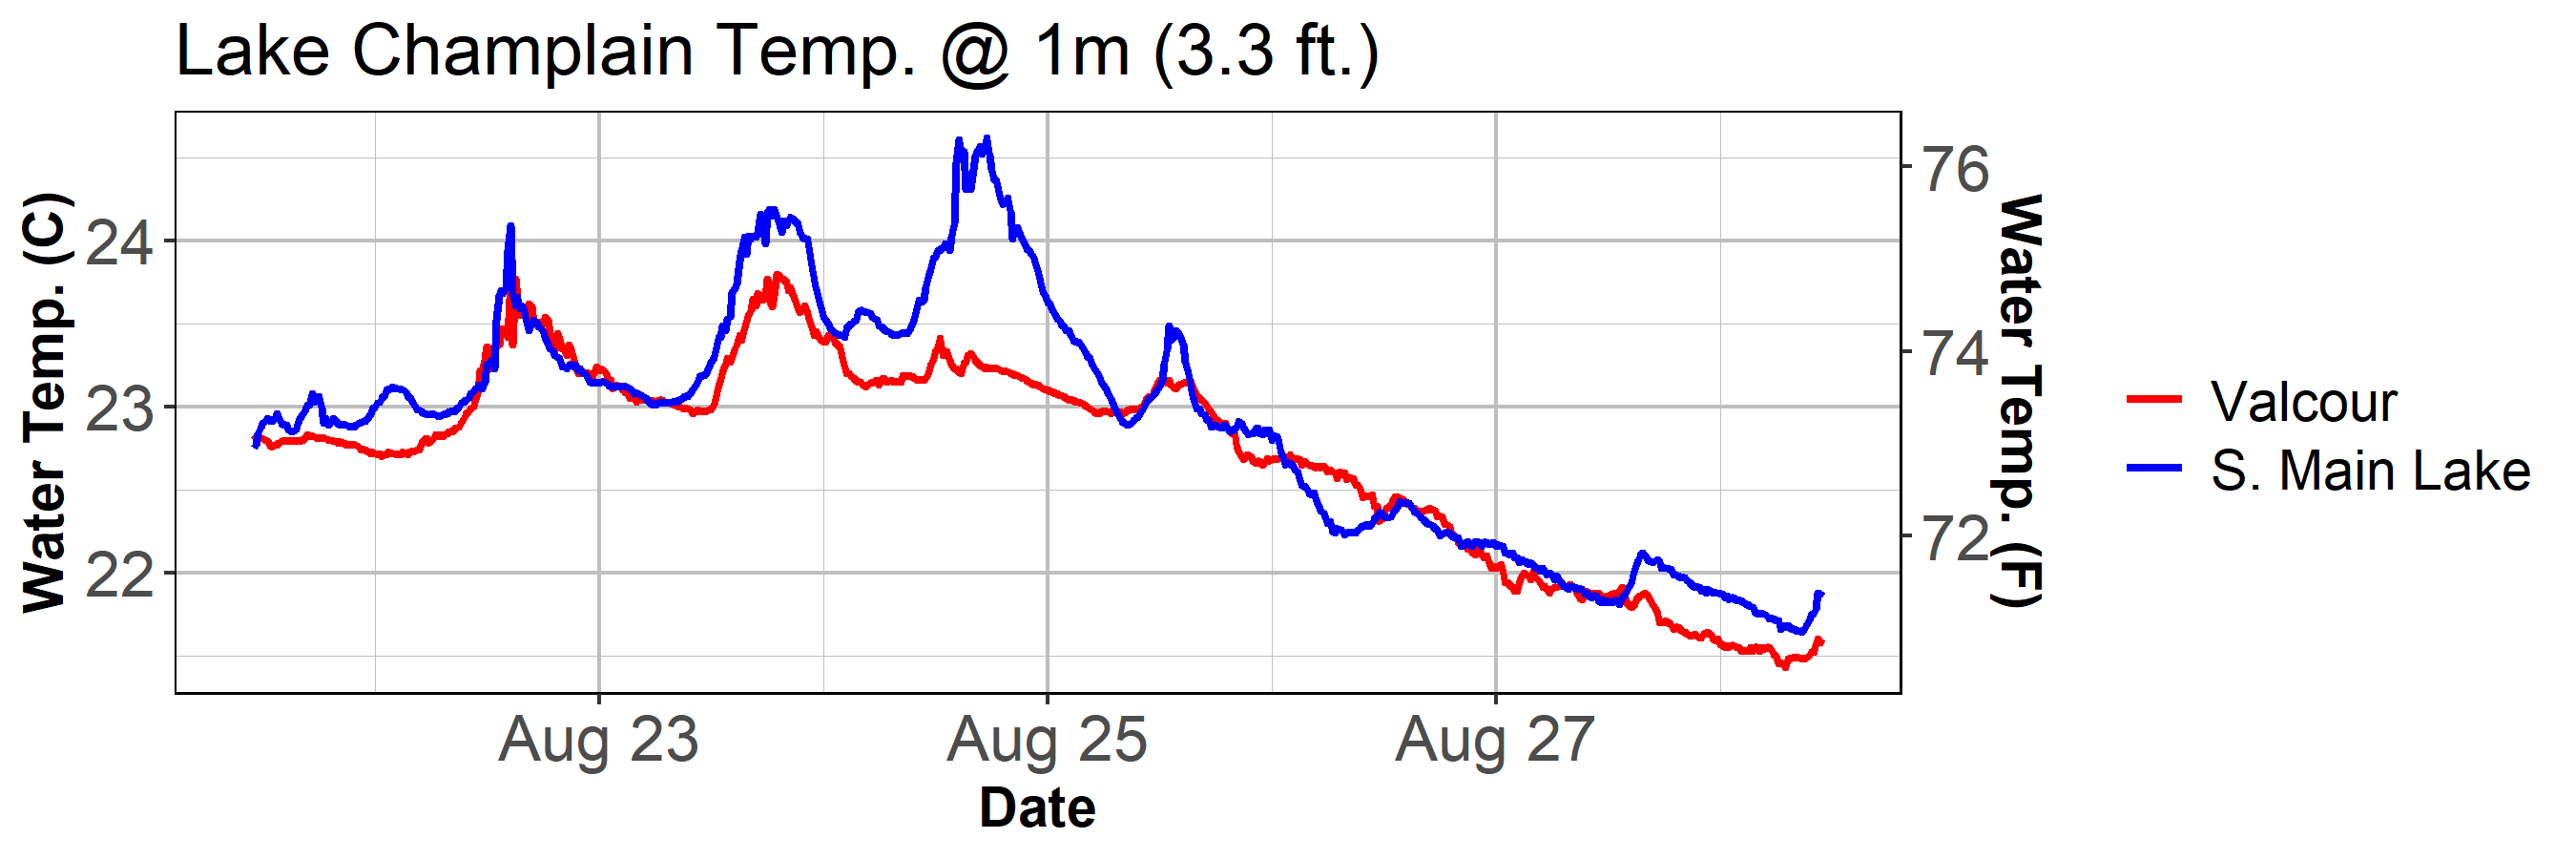 Lake Champlain Temp. @ 1m (3.3 ft.)
Water Temp. (C)
24
23
22
76
74
72
Water Temp. (F)
Valcour
S. Main Lake
Aug 23
Aug 25
Aug 27
Date